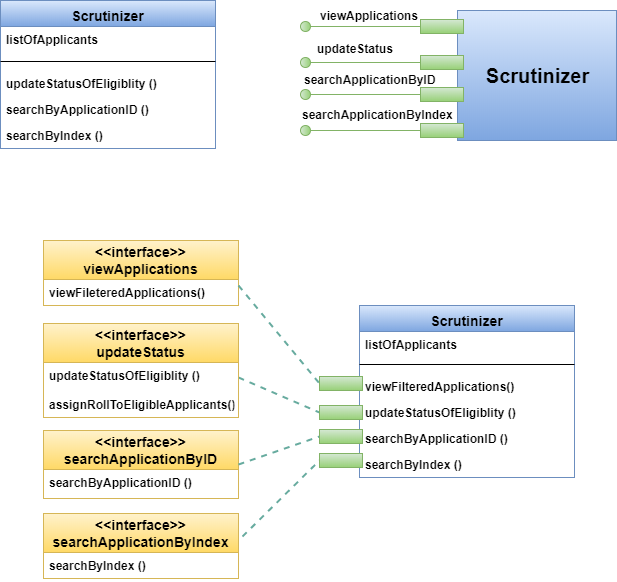 Scrutinizer
listOfApplicants
updateStatusOfEligiblity ()
searchByApplicationID ()
searchByIndex ()
viewApplications
updateStatus
searchApplicationByID
searchApplicationByIndex
Scrutinizer
<<interface>>
viewApplications
viewFileteredApplications()
<<interface>>
updateStatus
updateStatusOfEligiblity ()
assignRollToEligibleApplicants()
<<interface>>
searchApplicationByID
searchByApplicationID ()
<<interface>>
searchApplicationByIndex
searchByIndex ()
Scrutinizer
listOfApplicants
viewFilteredApplications()
updateStatusOfEligiblity ()
searchByApplicationID ()
searchByIndex ()